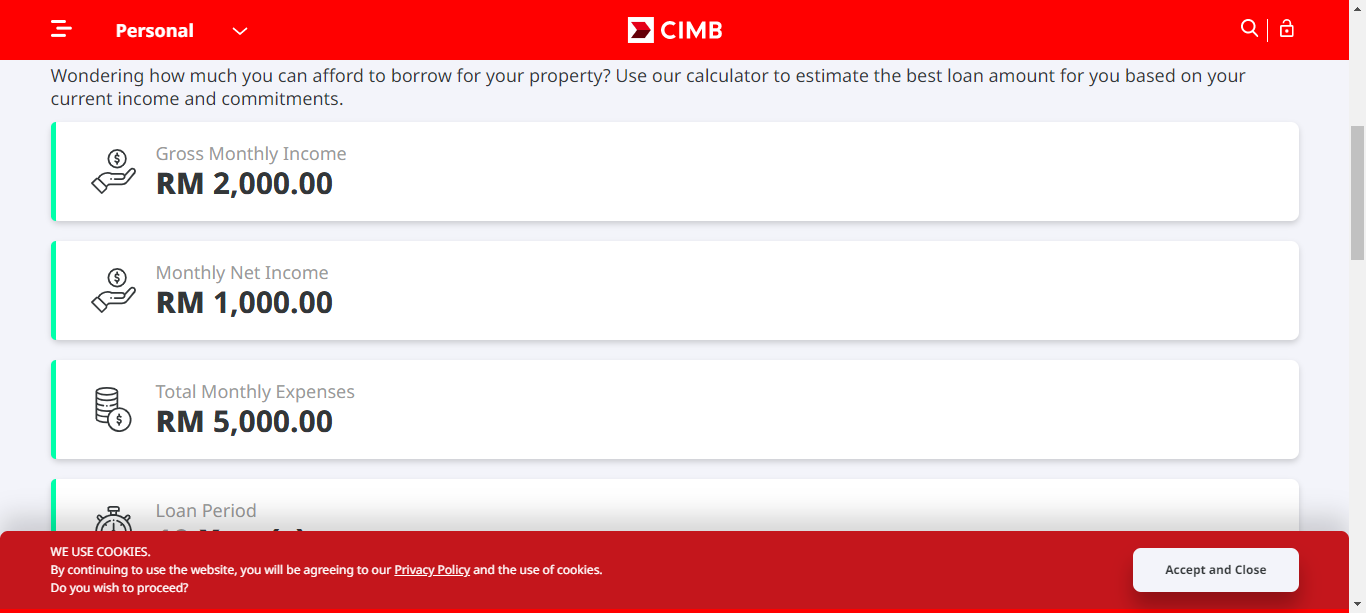 Personal
CIMB
Wondering how much you can afford to borrow for your property? Use our calculator to estimate the best loan amount for you based on your
current income and commitments.
Gross Monthly Income
RM 2,000.00
Monthly Net Income
RM 1,000.00
Total Monthly Expenses
RM 5,000.00
Loan Period
WE USE COOKIES.
By continuing to use the website, you will be agreeing to our Privacy Policy and the use of cookies.
Do you wish to proceed?
Accept and Close